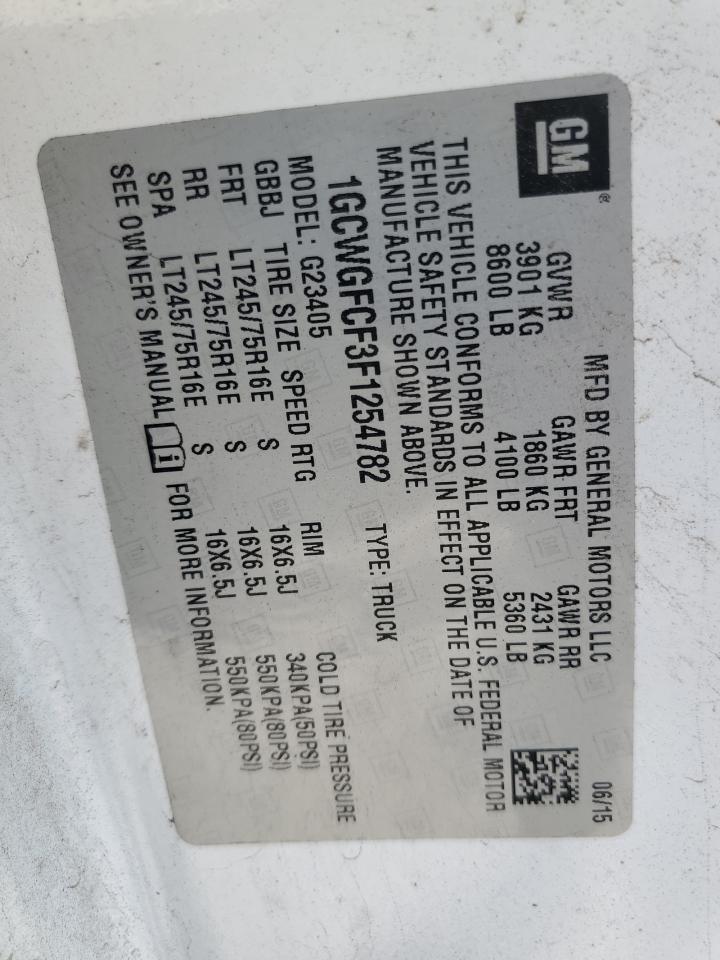 GM®
MFD BY GENERAL MOTORS LLC 06/15
GVWR GAWR FRT GAWR RR
3901 KG 1860 KG 2431 KG
8600 LB 4100 LB 5360 LB
THIS VEHICLE CONFORMS TO ALL APPLICABLE U.S. FEDERAL MOTOR
VEHICLE SAFETY STANDARDS IN EFFECT ON THE DATE OF
MANUFACTURE SHOWN ABOVE.
1GCWGFCF3F1254782 TYPE: TRUCK
MODEL: G23405
GBBJ TIRE SIZE SPEED RTG RIM COLD TIRE PRESSURE
FRT LT245/75R16E S 16X6.5J 340KPA(50PSI)
RR LT245/75R16E S 16X6.5J 550KPA(80PSI)
SPA LT245/75R16E S 16X6.5J 550KPA(80PSI)
SEE OWNER'S MANUAL i FOR MORE INFORMATION.